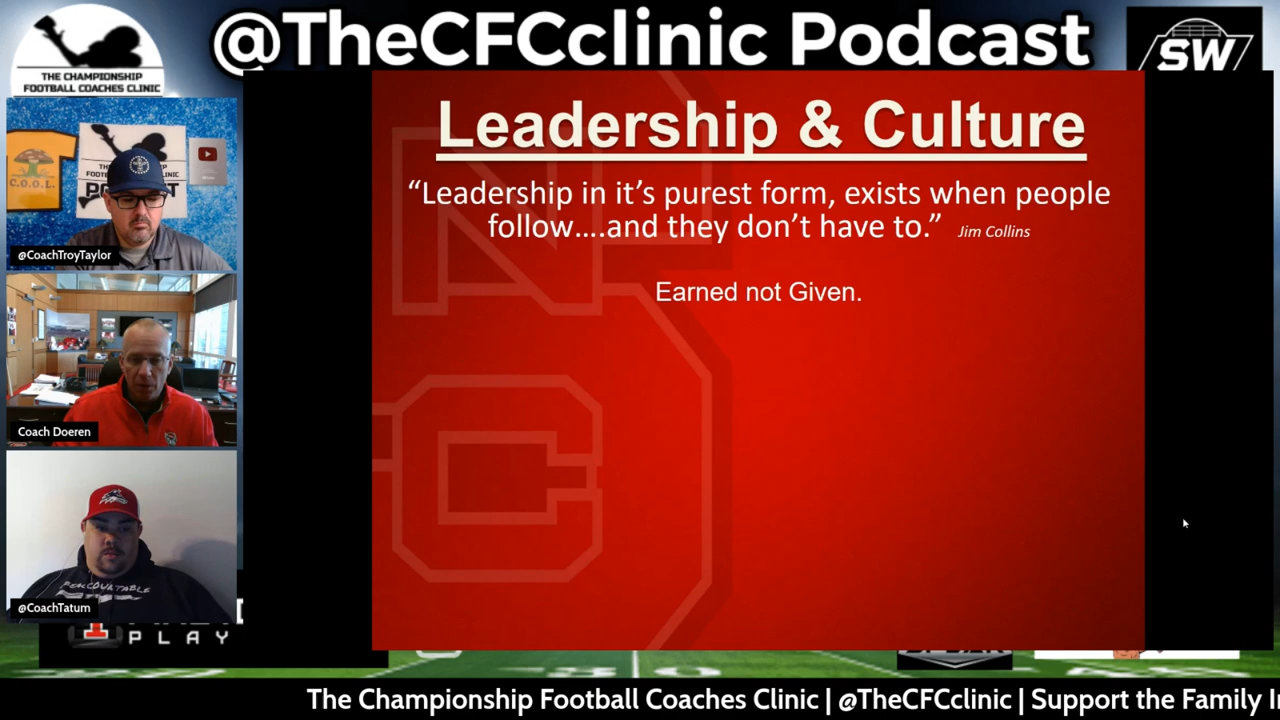 @TheCFCclinic Podcast
THE CHAMPIONSHIP
FOOTBALL COACHES CLINIC
SW
C.O.O.L.
@CoachTroyTaylor
Coach Doeren
@CoachTatum
PLAY
Leadership & Culture
“Leadership in it’s purest form, exists when people
follow....and they don’t have to.” Jim Collins
Earned not Given.
The Championship Football Coaches Clinic | @TheCFCclinic | Support the Family